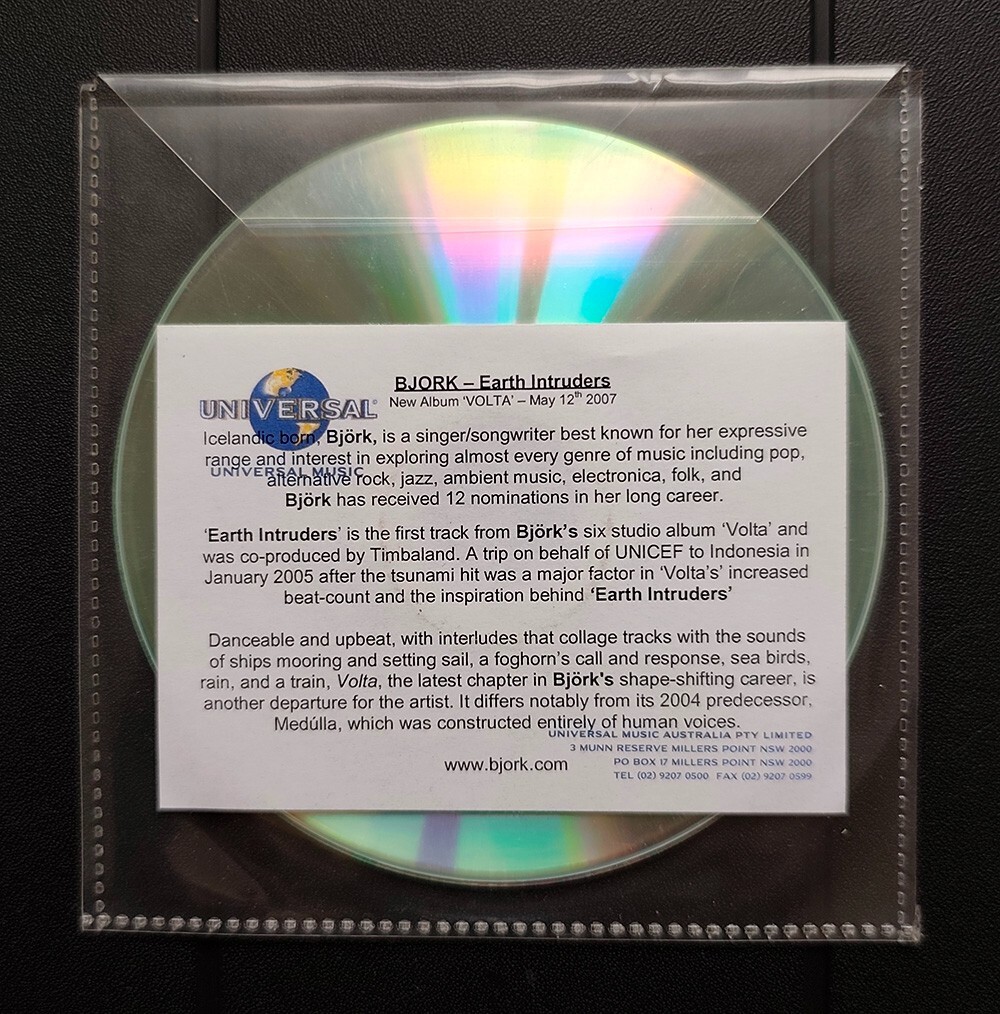 UNIVERSAL
UNIVERSAL MUSIC
BJORK – Earth Intruders
New Album ‘VOLTA’ – May 12th 2007
Icelandic born, Björk, is a singer/songwriter best known for her expressive
range and interest in exploring almost every genre of music including pop,
alternative rock, jazz, ambient music, electronica, folk, and
Björk has received 12 nominations in her long career.
‘Earth Intruders’ is the first track from Björk’s six studio album ‘Volta’ and
was co-produced by Timbaland. A trip on behalf of UNICEF to Indonesia in
January 2005 after the tsunami hit was a major factor in ‘Volta’s’ increased
beat-count and the inspiration behind ‘Earth Intruders’
Danceable and upbeat, with interludes that collage tracks with the sounds
of ships mooring and setting sail, a foghorn’s call and response, sea birds,
rain, and a train, Volta, the latest chapter in Björk's shape-shifting career, is
another departure for the artist. It differs notably from its 2004 predecessor,
Medúlla, which was constructed entirely of human voices.
www.bjork.com
UNIVERSAL MUSIC AUSTRALIA PTY LIMITED
3 MUNN RESERVE MILLERS POINT NSW 2000
PO BOX 17 MILLERS POINT NSW 2000
TEL (02) 9207 0500 FAX (02) 9207 0599